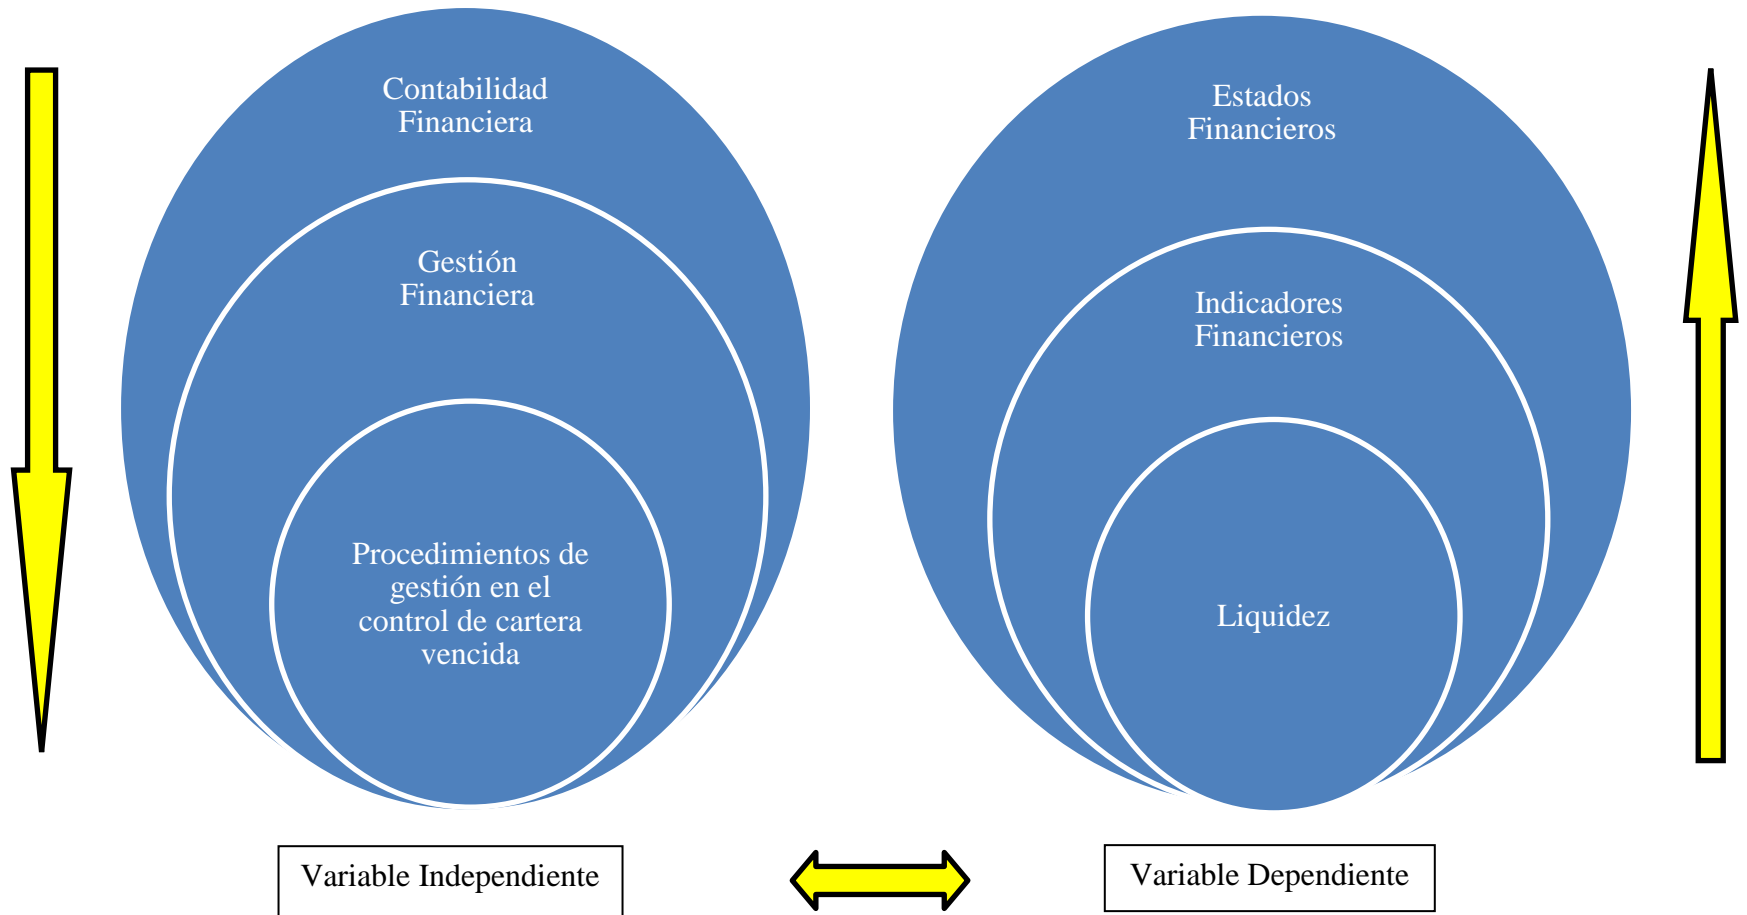 Contabilidad
Financiera
Gestión
Financiera
Procedimientos de
gestión en el
control de cartera
vencida
Estados
Financieros
Indicadores
Financieros
Liquidez
Variable Independiente
Variable Dependiente